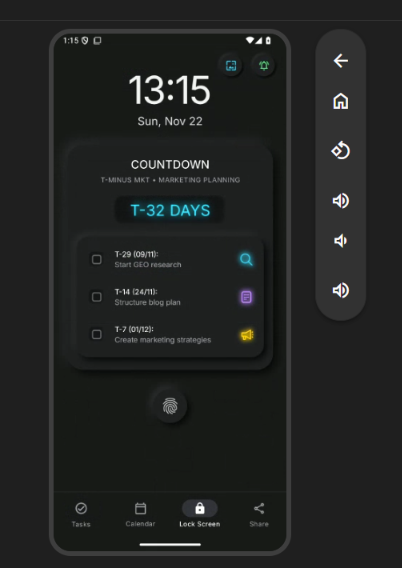 1:15
13:15
Sun, Nov 22
COUNTDOWN
T-MINUS MKT • MARKETING PLANNING
T-32 DAYS
T-29 (09/11):
Start GEO research
T-14 (24/11):
Structure blog plan
T-7 (01/12):
Create marketing strategies
Tasks
Calendar
Lock Screen
Share